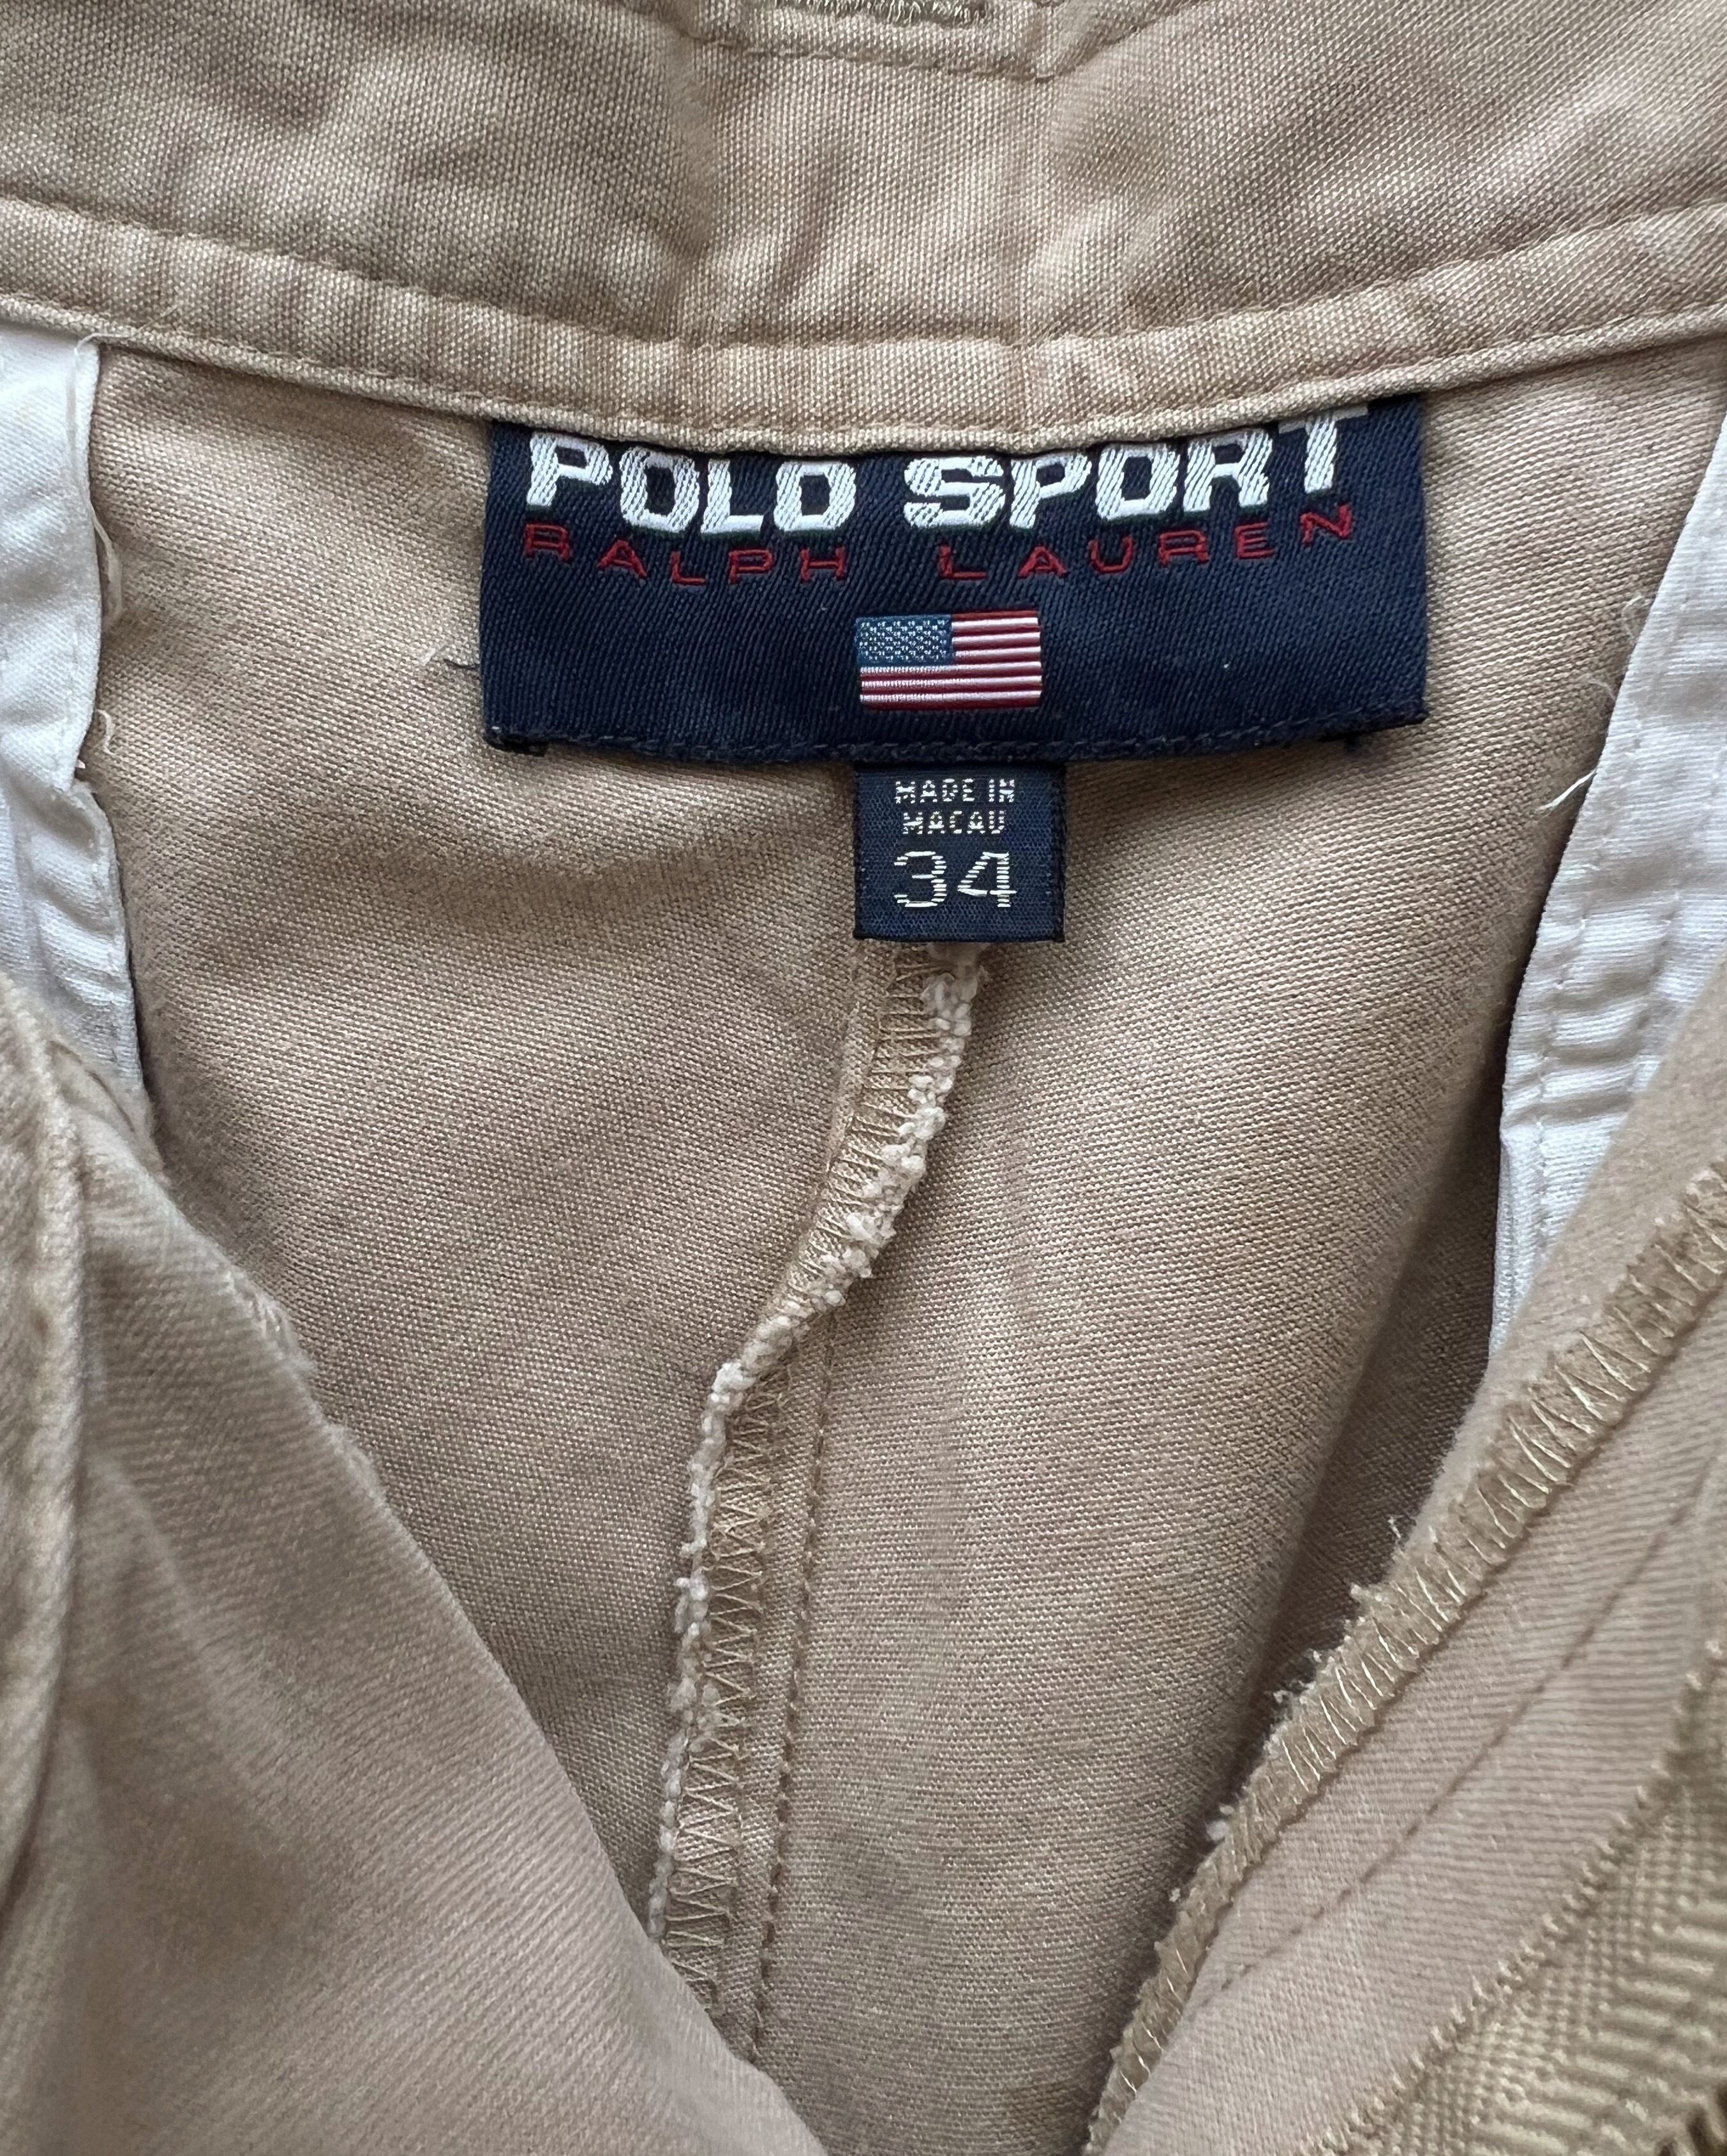 POLO SPORT
RALPH LAUREN
MADE IN
MACAU
34